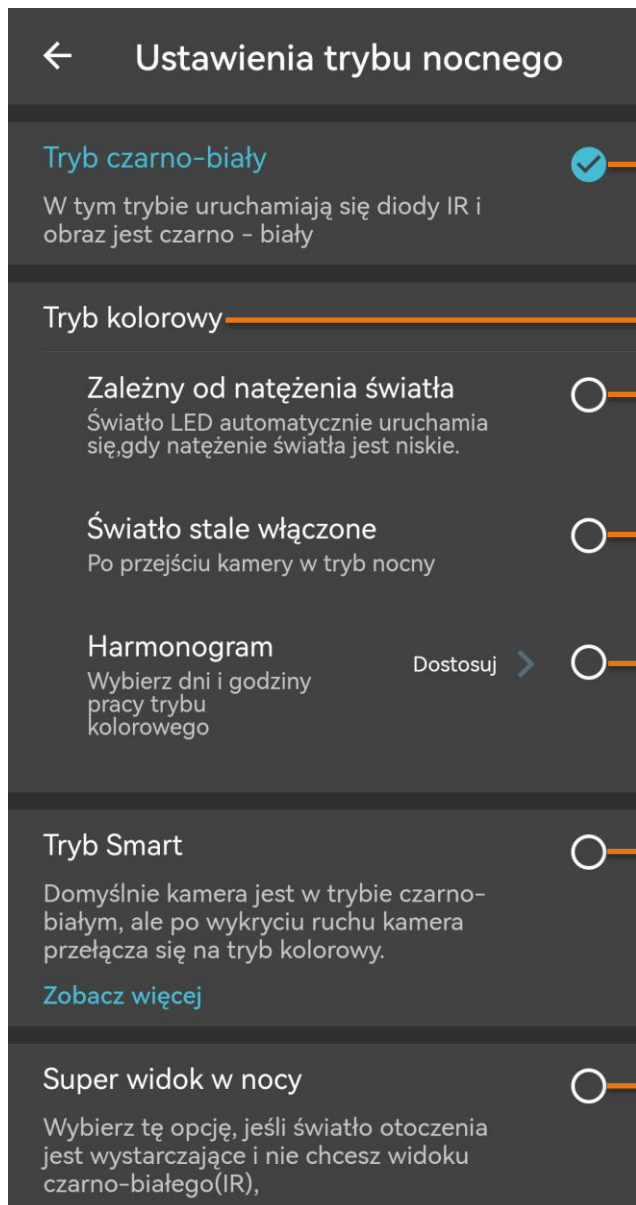 Ustawienia trybu nocnego
Tryb czarno-biały
W tym trybie uruchamiają się diody IR i
obraz jest czarno - biały
Tryb kolorowy
Zależny od natężenia światła
Światło LED automatycznie uruchamia
się,gdy natężenie światła jest niskie.
Światło stale włączone
Po przejściu kamery w tryb nocny
Harmonogram
Wybierz dni i godziny
pracy trybu
kolorowego
Dostosuj
Tryb Smart
Domyślnie kamera jest w trybie czarno-
białym, ale po wykryciu ruchu kamera
przełącza się na tryb kolorowy.
Zobacz więcej
Super widok w nocy
Wybierz tę opcję, jeśli światło otoczenia
jest wystarczające i nie chcesz widoku
czarno-białego(IR),